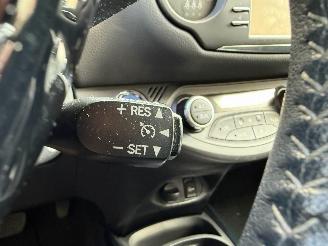 + RES ▲
− SET ▼